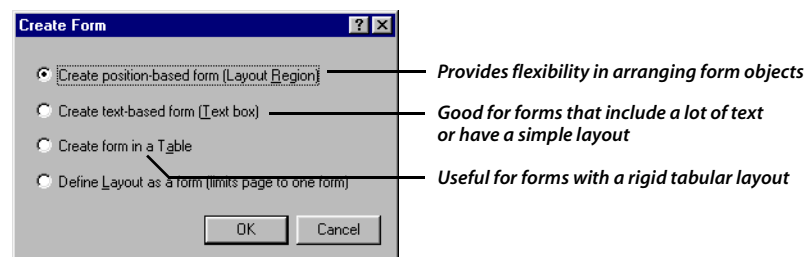 Create Form
Create position-based form (Layout Region)
Provides flexibility in arranging form objects
Create text-based form (Text box)
Good for forms that include a lot of text
or have a simple layout
Create form in a Table
Define Layout as a form (limits page to one form)
Useful for forms with a rigid tabular layout
OK
Cancel